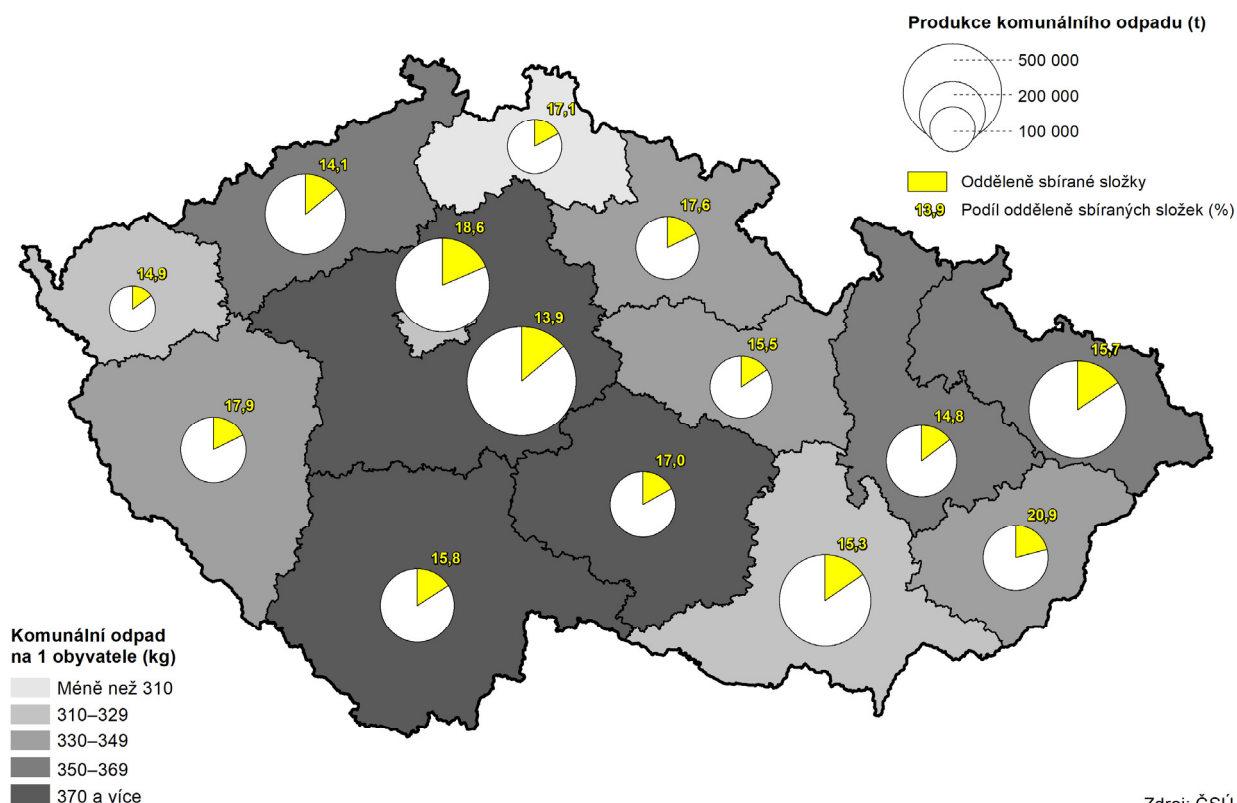 Produkce komunálního odpadu (t)
500 000
200 000
100 000
Odděleně sbírané složky
13,9 Podíl odděleně sbíraných složek (%)
17,1
14,1
17,6
18,6
14,9
13,9
15,5
15,7
17,9
14,8
17,0
20,9
15,3
15,8
Komunální odpad
na 1 obyvatele (kg)
Méně než 310
310–329
330–349
350–369
370 a více
Zdroj: ČSÚ